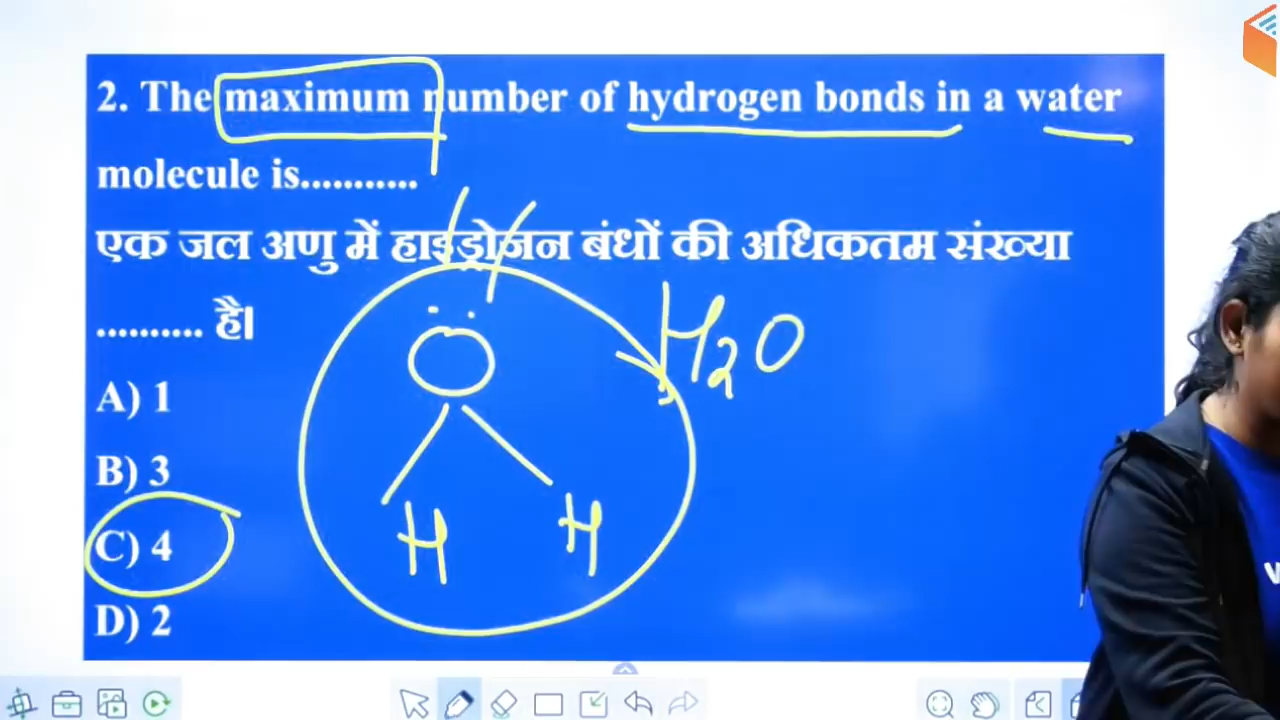 2. The maximum number of hydrogen bonds in a water
molecule is...........
एक जल अणु में हाइड्रोजन बंधों की अधिकतम संख्या
.......... है।
H₂O
A) 1
B) 3
H H
C) 4
D) 2